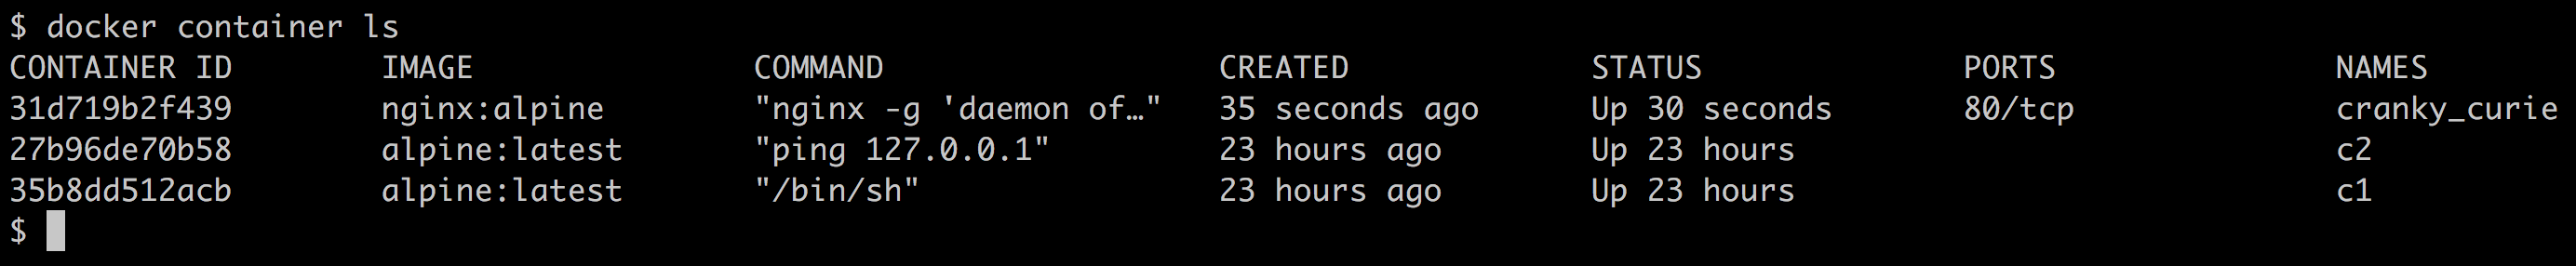 $ docker container ls
CONTAINER ID        IMAGE               COMMAND                  CREATED             STATUS              PORTS               NAMES
31d719b2f439        nginx:alpine        "nginx -g 'daemon of…"   35 seconds ago      Up 30 seconds       80/tcp              cranky_curie
27b96de70b58        alpine:latest       "ping 127.0.0.1"         23 hours ago        Up 23 hours                             c2
35b8dd512acb        alpine:latest       "/bin/sh"                23 hours ago        Up 23 hours                             c1
$